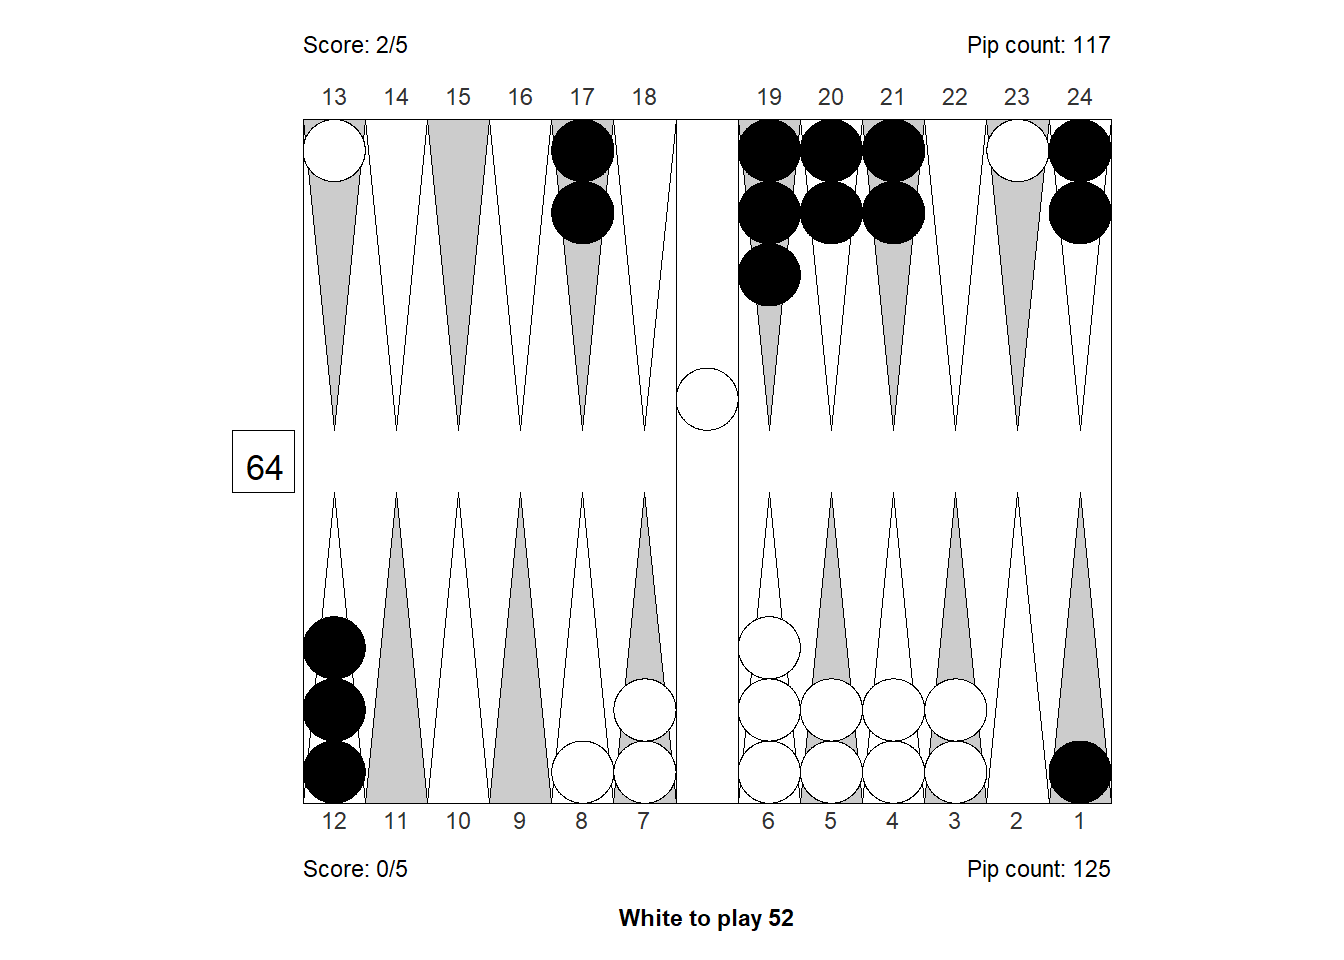 Score: 2/5 Pip count: 117
13 14 15 16 17 18 19 20 21 22 23 24
64
12 11 10 9 8 7 6 5 4 3 2 1
Score: 0/5 Pip count: 125
White to play 52